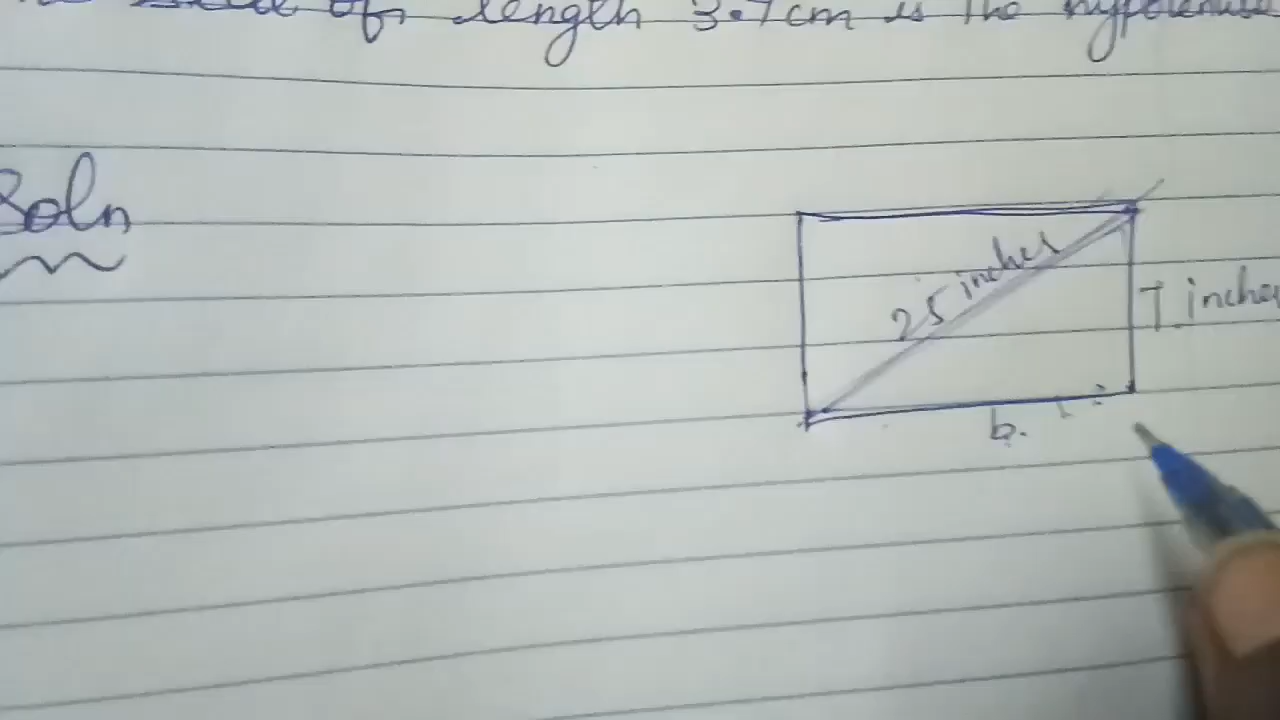 of length 3.7cm is the hypotenuse
Soln
25 inches
7 inches
b.